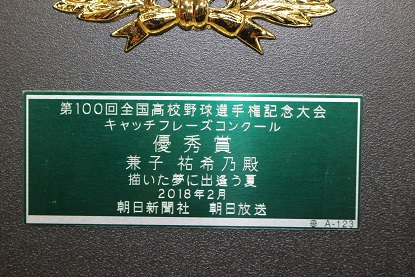 第100回全国高校野球選手権記念大会
キャッチフレーズコンクール
優秀賞
兼子 祐希乃殿
描いた夢に出逢う夏
2018年2月
朝日新聞社 朝日放送
A-123